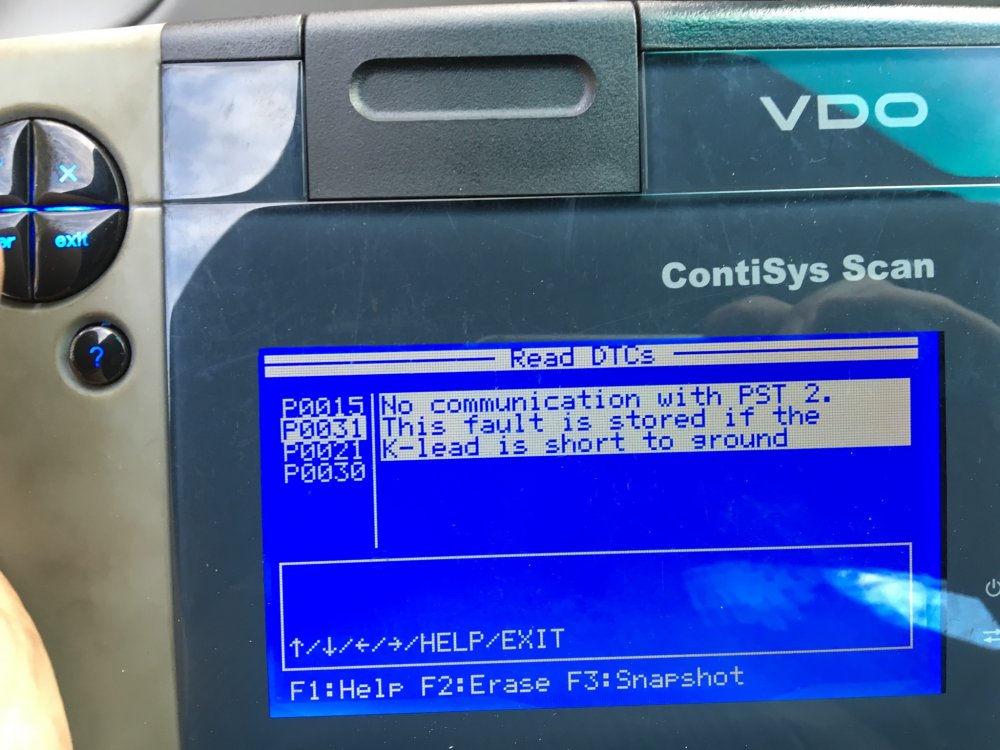 VDO
x
exit
?
ContiSys Scan
Read DTCs
P0015
P0031
P0021
P0030
No communication with PST 2.
This fault is stored if the
K-lead is short to ground
↑/↓/←/→/HELP/EXIT
F1:Help F2:Erase F3:Snapshot